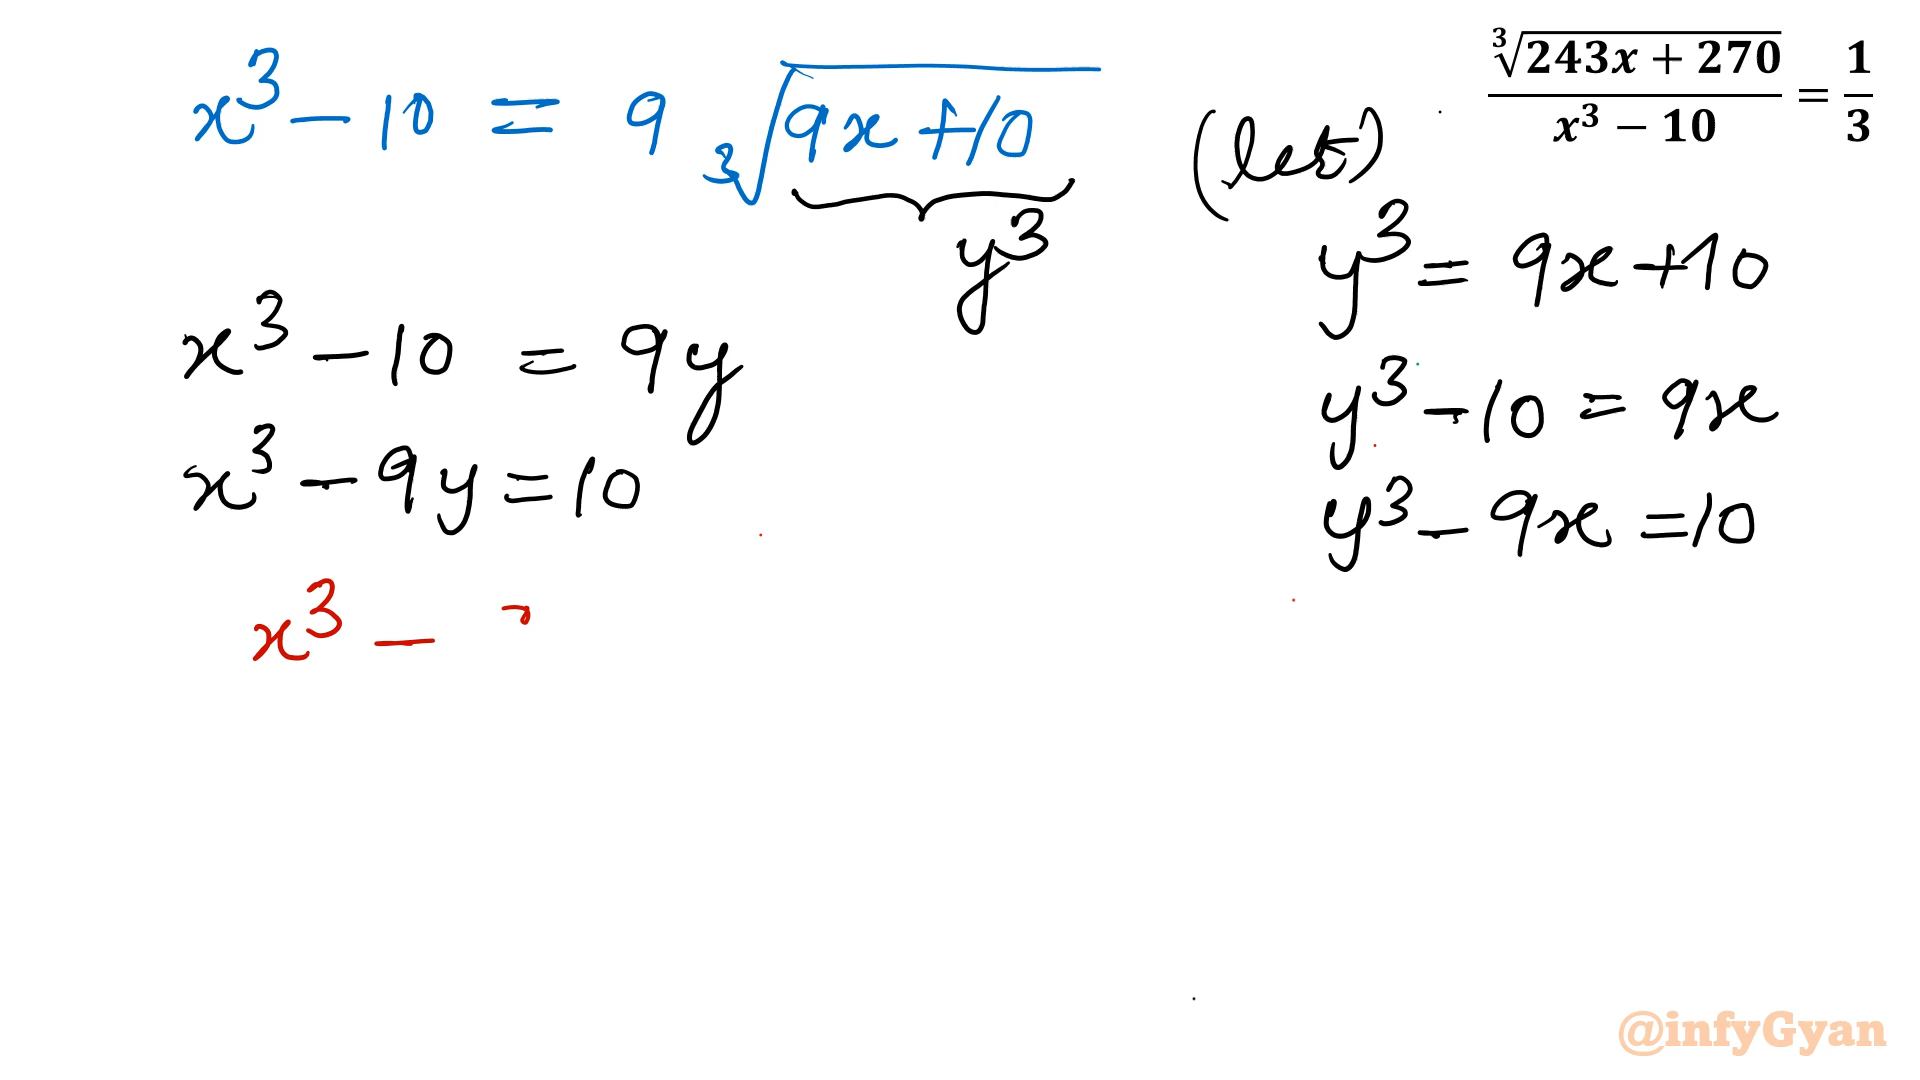 x³ − 10 = 9 ∛(9x + 10)
y³
x³ − 10 = 9y
x³ − 9y = 10
x³ −
∛(243x + 270) / (x³ − 10) = 1/3
(let)
y³ = 9x + 10
y³ − 10 = 9x
y³ − 9x = 10
@infyGyan